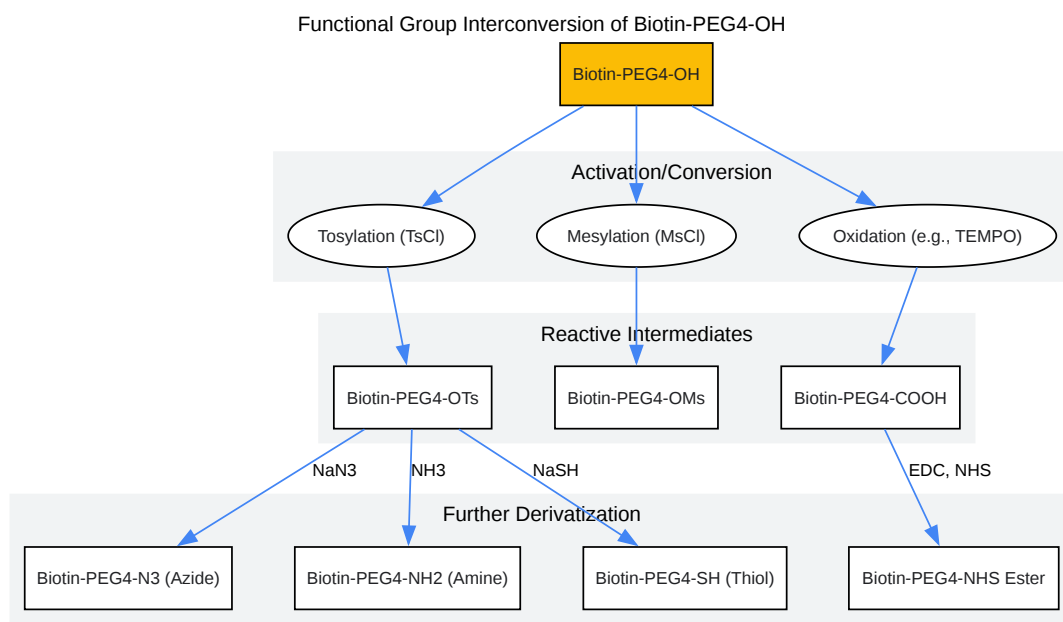 Functional Group Interconversion of Biotin-PEG4-OH
Biotin-PEG4-OH
Activation/Conversion
Tosylation (TsCl)
Mesylation (MsCl)
Oxidation (e.g., TEMPO)
Reactive Intermediates
Biotin-PEG4-OTs
Biotin-PEG4-OMs
Biotin-PEG4-COOH
NaN3
NH3
NaSH
EDC, NHS
Further Derivatization
Biotin-PEG4-N3 (Azide)
Biotin-PEG4-NH2 (Amine)
Biotin-PEG4-SH (Thiol)
Biotin-PEG4-NHS Ester